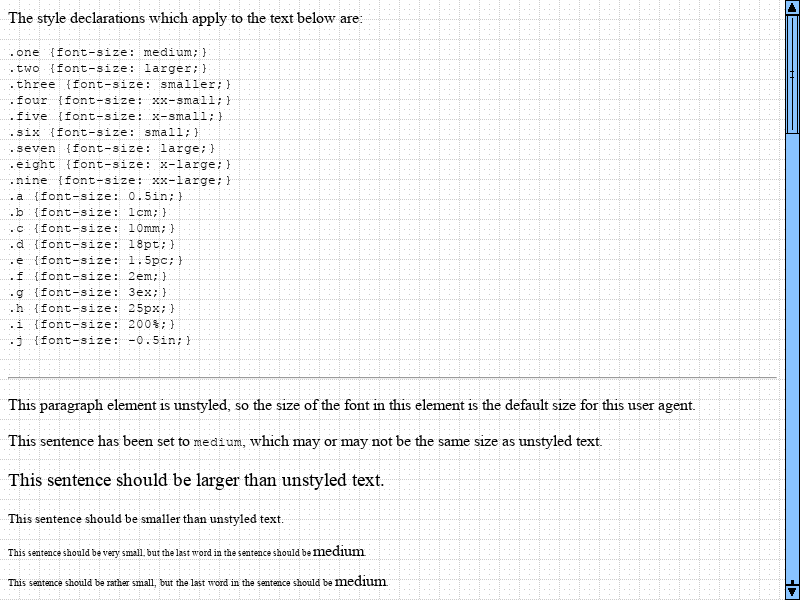 The style declarations which apply to the text below are:
.one {font-size: medium;}
.two {font-size: larger;}
.three {font-size: smaller;}
.four {font-size: xx-small;}
.five {font-size: x-small;}
.six {font-size: small;}
.seven {font-size: large;}
.eight {font-size: x-large;}
.nine {font-size: xx-large;}
.a {font-size: 0.5in;}
.b {font-size: 1cm;}
.c {font-size: 10mm;}
.d {font-size: 18pt;}
.e {font-size: 1.5pc;}
.f {font-size: 2em;}
.g {font-size: 3ex;}
.h {font-size: 25px;}
.i {font-size: 200%;}
.j {font-size: -0.5in;}
This paragraph element is unstyled, so the size of the font in this element is the default size for this user agent.
This sentence has been set to medium, which may or may not be the same size as unstyled text.
This sentence should be larger than unstyled text.
This sentence should be smaller than unstyled text.
This sentence should be very small, but the last word in the sentence should be medium.
This sentence should be rather small, but the last word in the sentence should be medium.